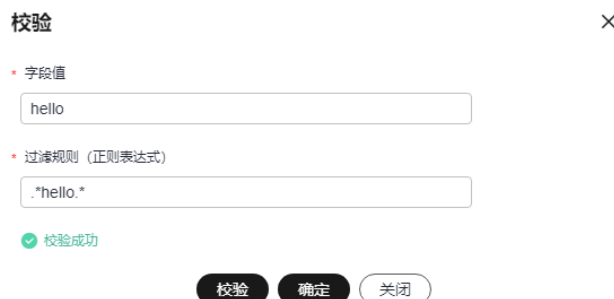 校验
* 字段值
hello
* 过滤规则（正则表达式）
.*hello.*
校验成功
校验 确定 关闭